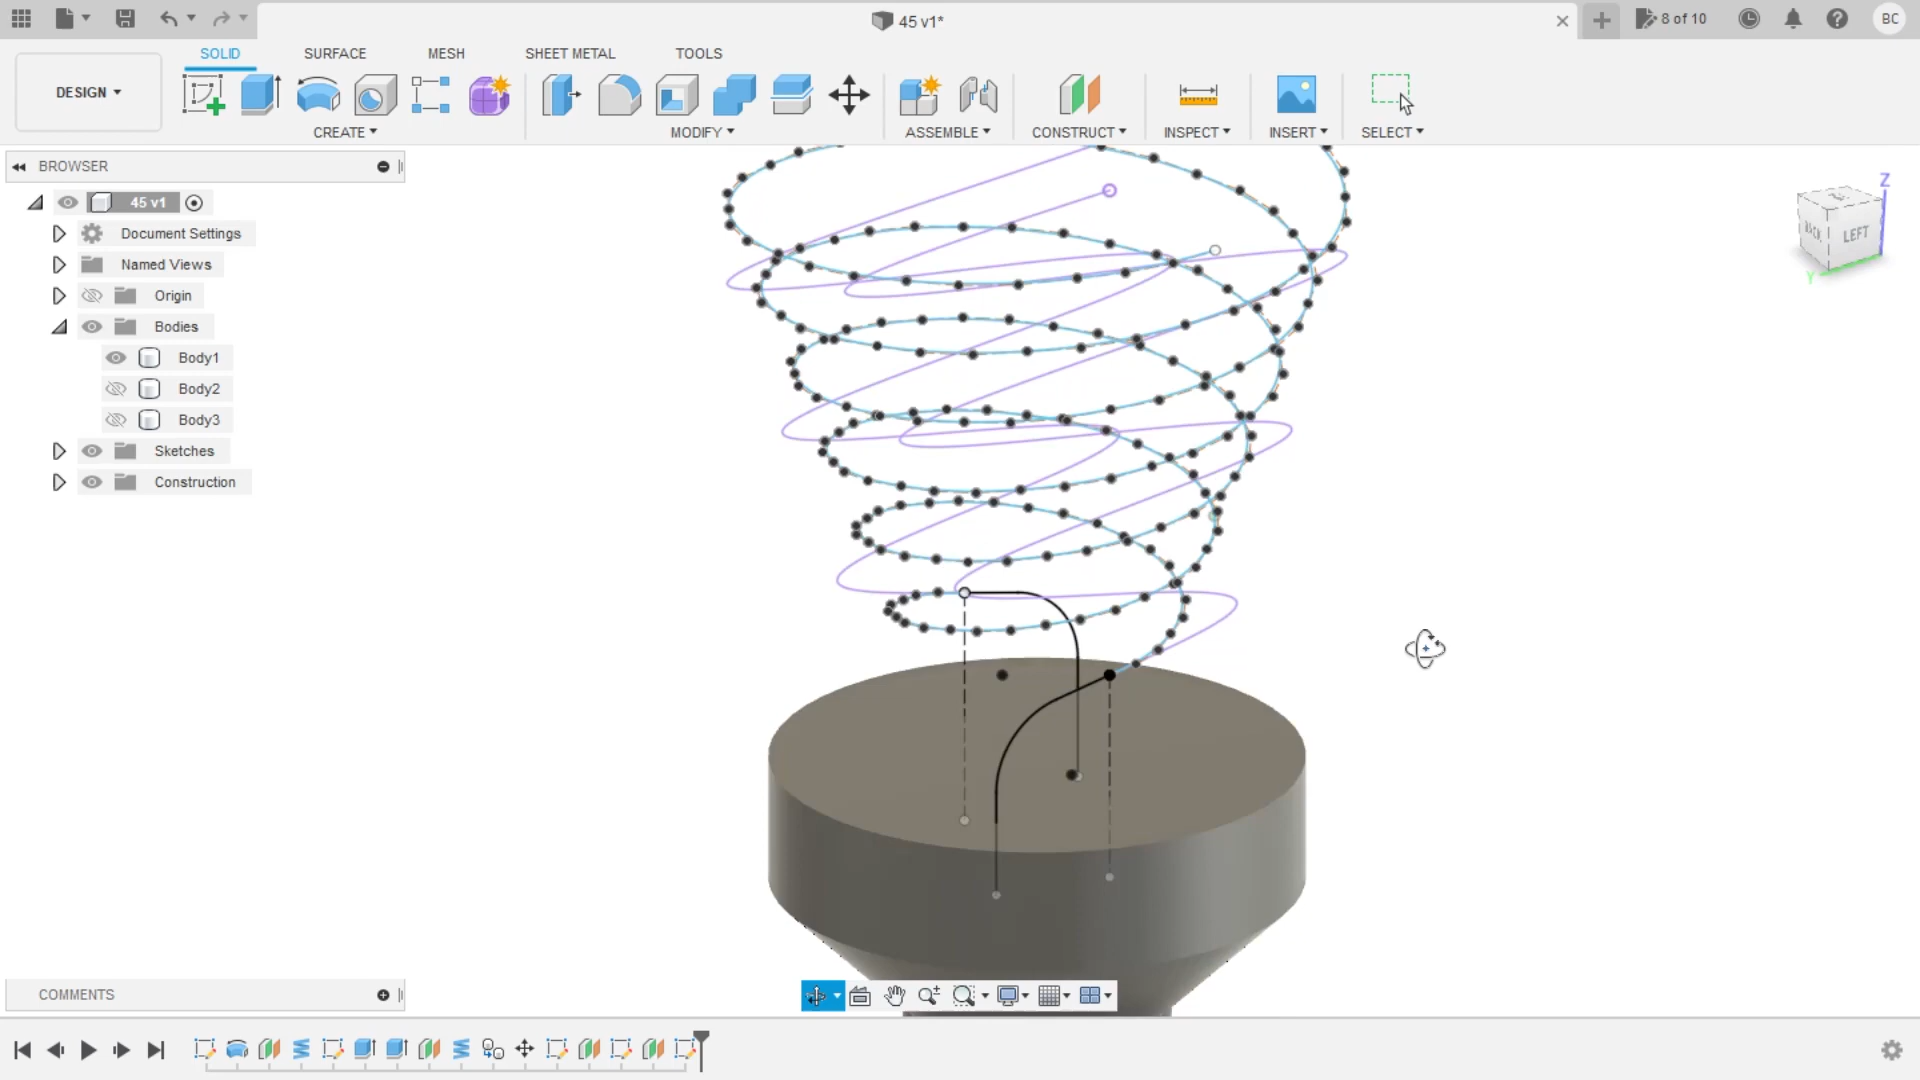 45 v1*
8 of 10
BC
DESIGN
SOLID
SURFACE
MESH
SHEET METAL
TOOLS
CREATE
MODIFY
ASSEMBLE
CONSTRUCT
INSPECT
INSERT
SELECT
BROWSER
45 v1
Document Settings
Named Views
Origin
Bodies
Body1
Body2
Body3
Sketches
Construction
Z
BACK
LEFT
Y
COMMENTS